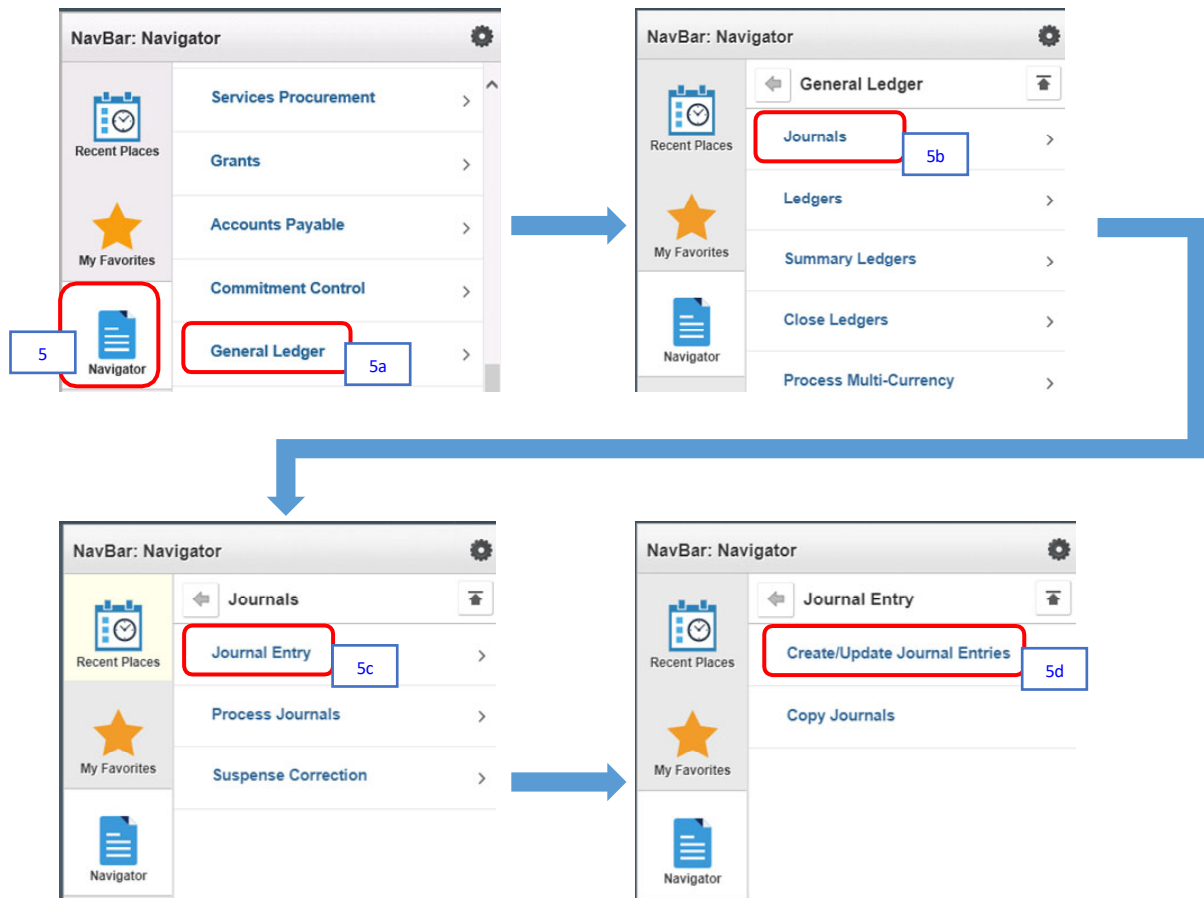 NavBar: Navigator
Recent Places
My Favorites
Navigator
Services Procurement
Grants
Accounts Payable
Commitment Control
General Ledger
5
5a
NavBar: Navigator
Recent Places
My Favorites
Navigator
General Ledger
Journals
5b
Ledgers
Summary Ledgers
Close Ledgers
Process Multi-Currency
NavBar: Navigator
Recent Places
My Favorites
Navigator
Journals
Journal Entry
5c
Process Journals
Suspense Correction
NavBar: Navigator
Recent Places
My Favorites
Navigator
Journal Entry
Create/Update Journal Entries
5d
Copy Journals